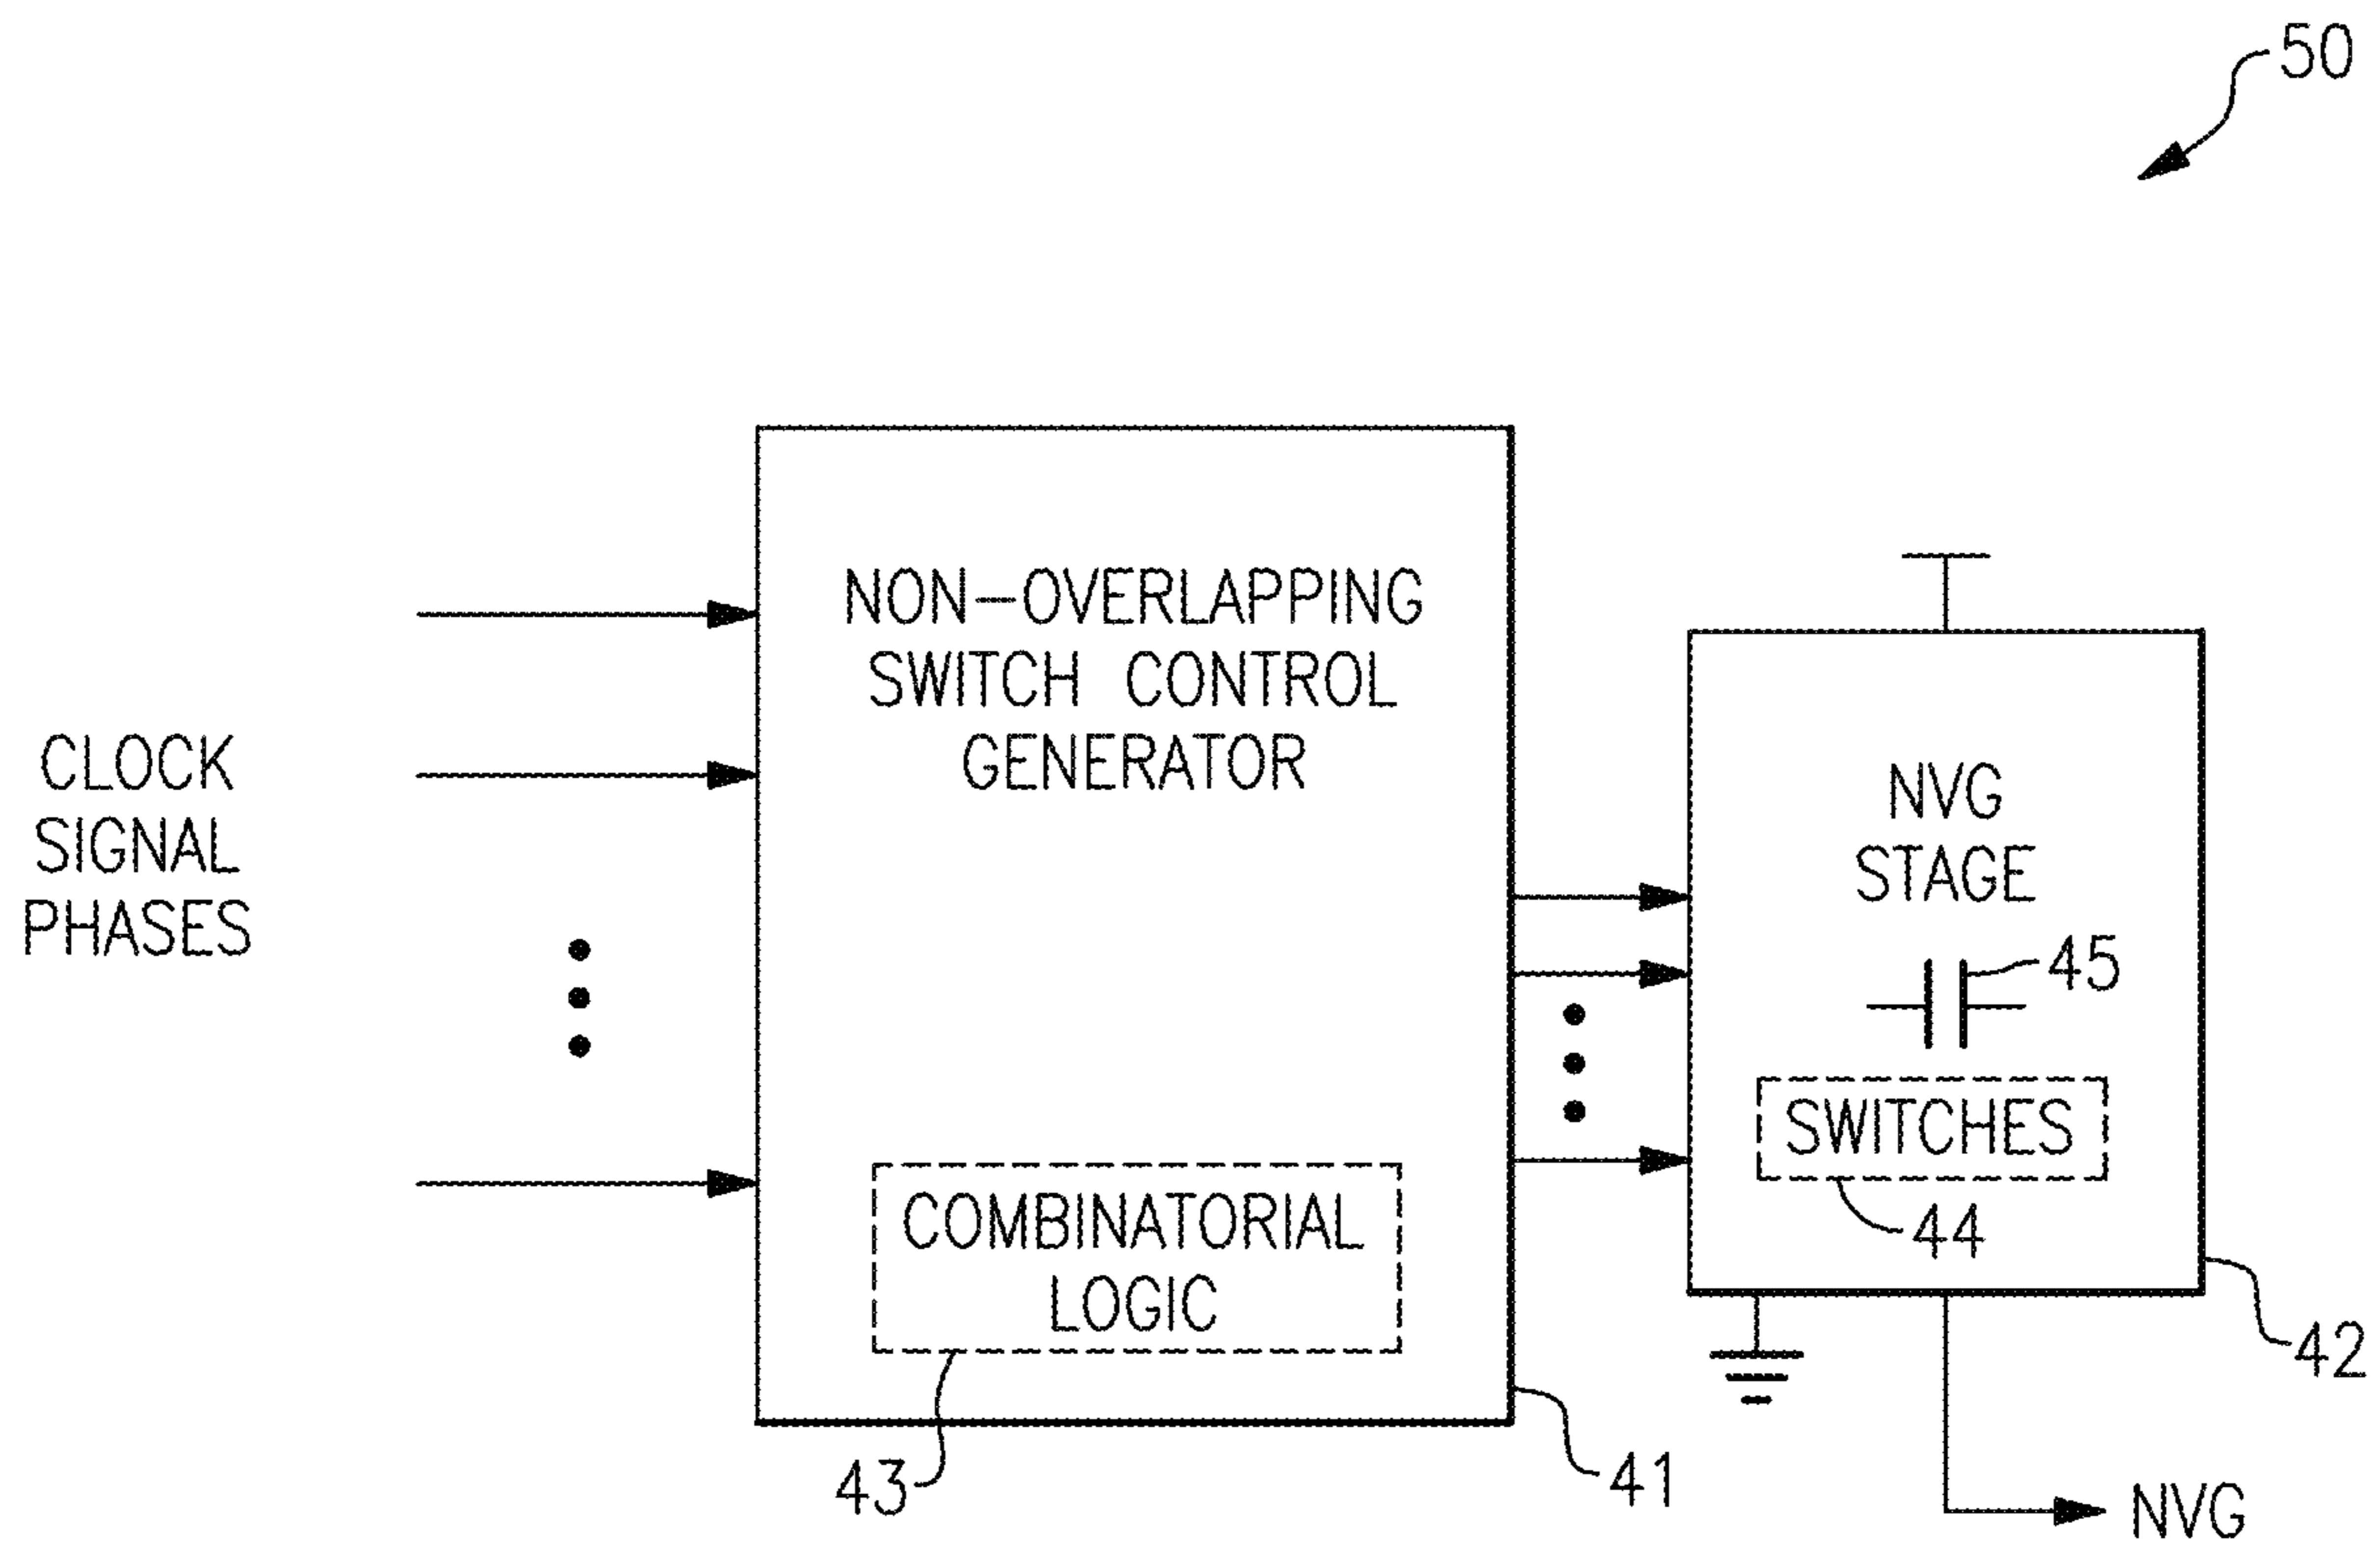 50
NON-OVERLAPPING
SWITCH CONTROL
GENERATOR
CLOCK
SIGNAL
PHASES
NVG
STAGE
45
SWITCHES
44
COMBINATORIAL
LOGIC
42
43
41
NVG